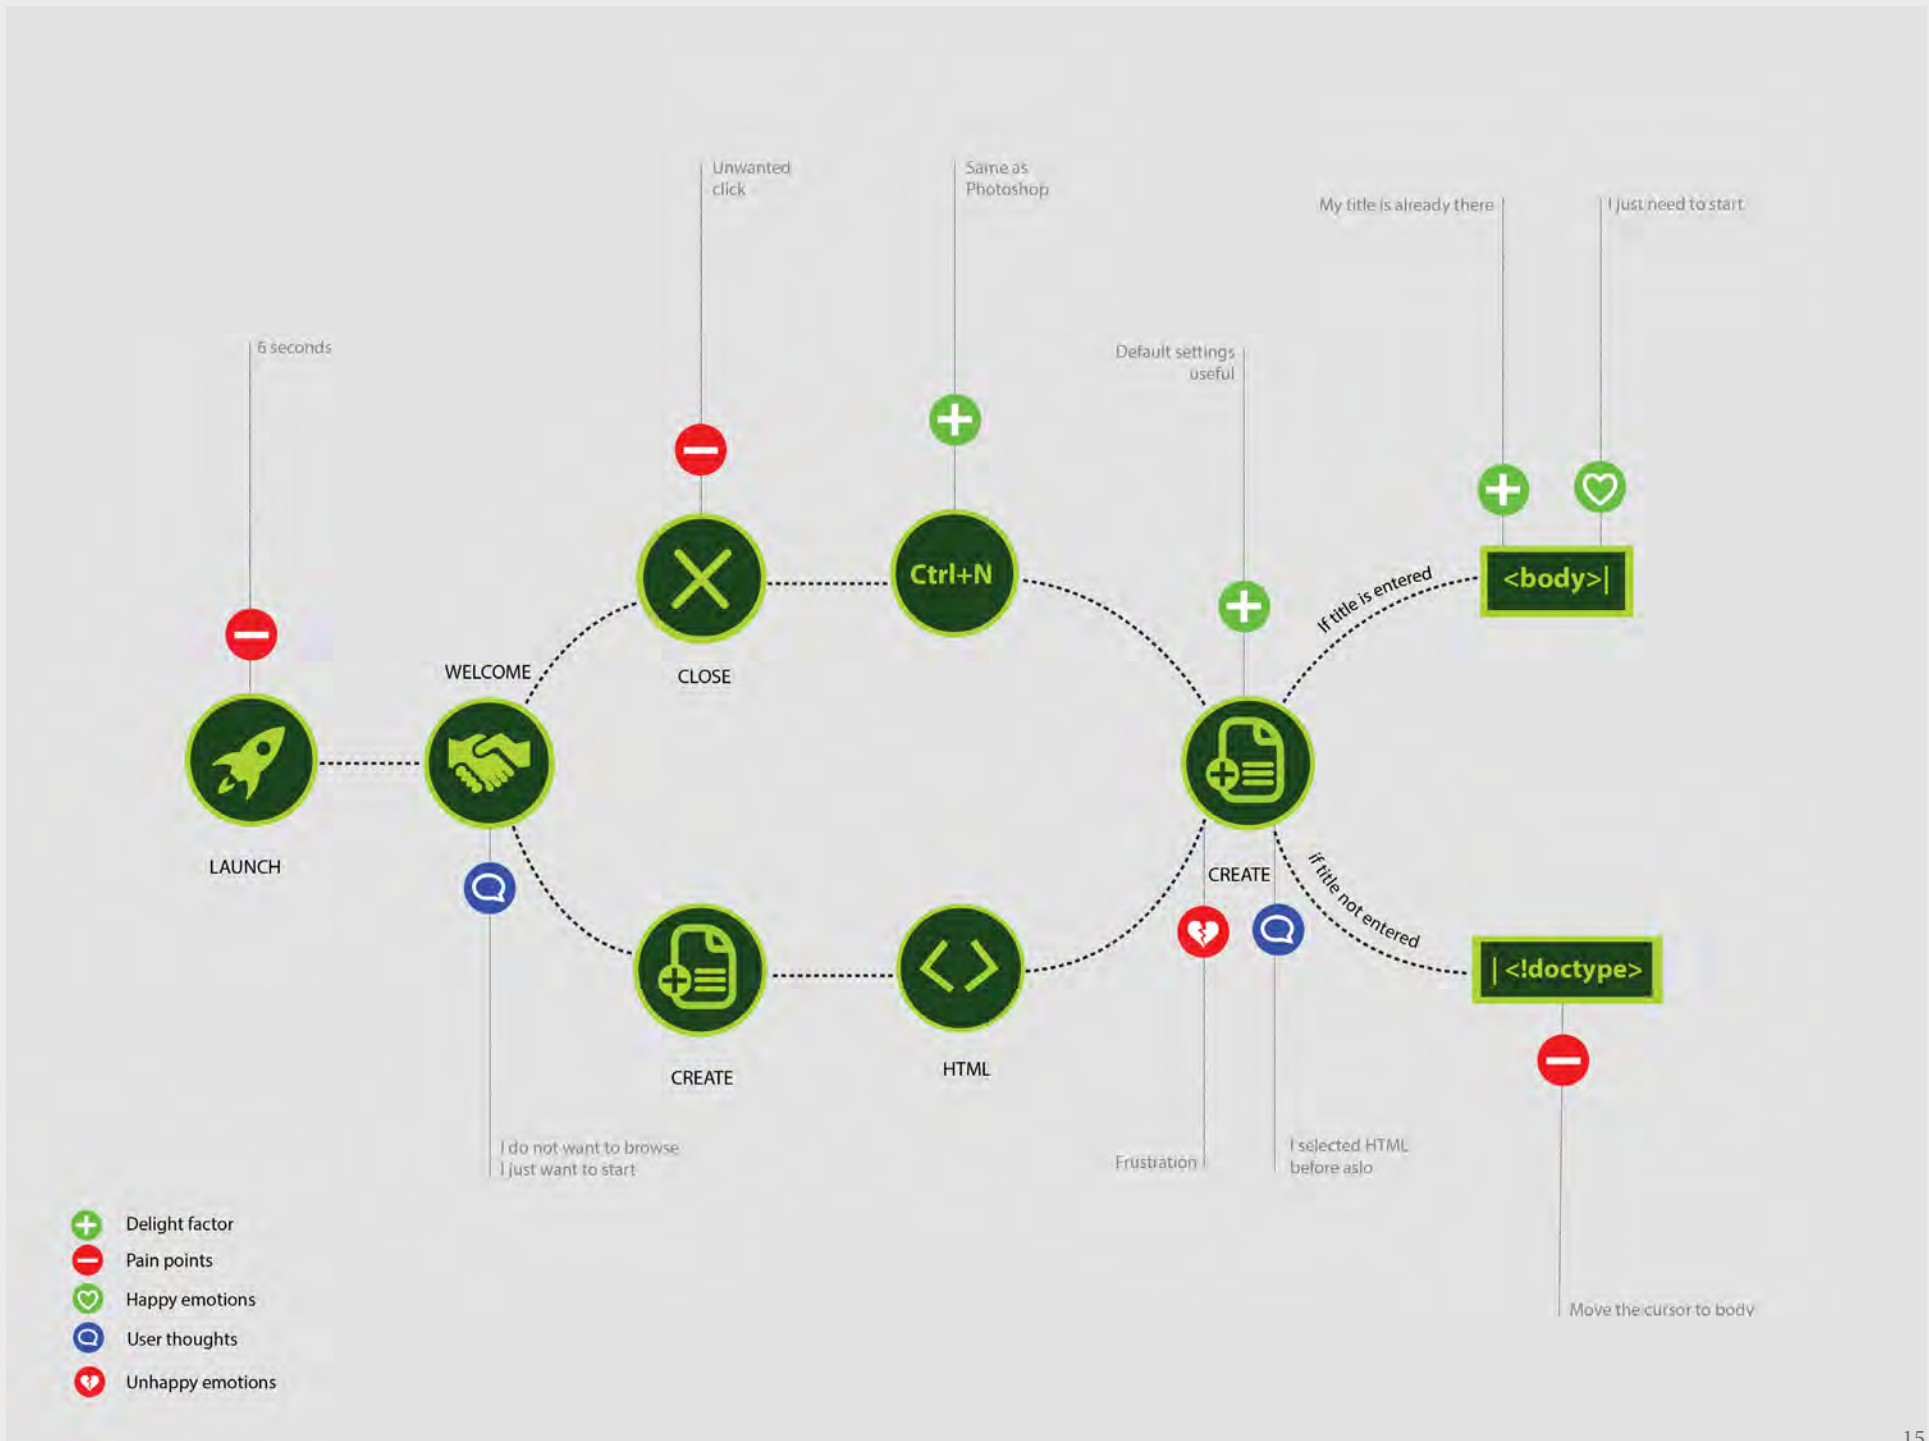 Unwanted
click
Same as
Photoshop
My title is already there
I just need to start
6 seconds
Default settings
useful
Ctrl+N
<body>|
If title is entered
WELCOME
CLOSE
LAUNCH
CREATE
if title not entered
|<!doctype>
CREATE
HTML
I do not want to browse
I just want to start
Frustration
I selected HTML
before aslo
Move the cursor to body
Delight factor
Pain points
Happy emotions
User thoughts
Unhappy emotions
15